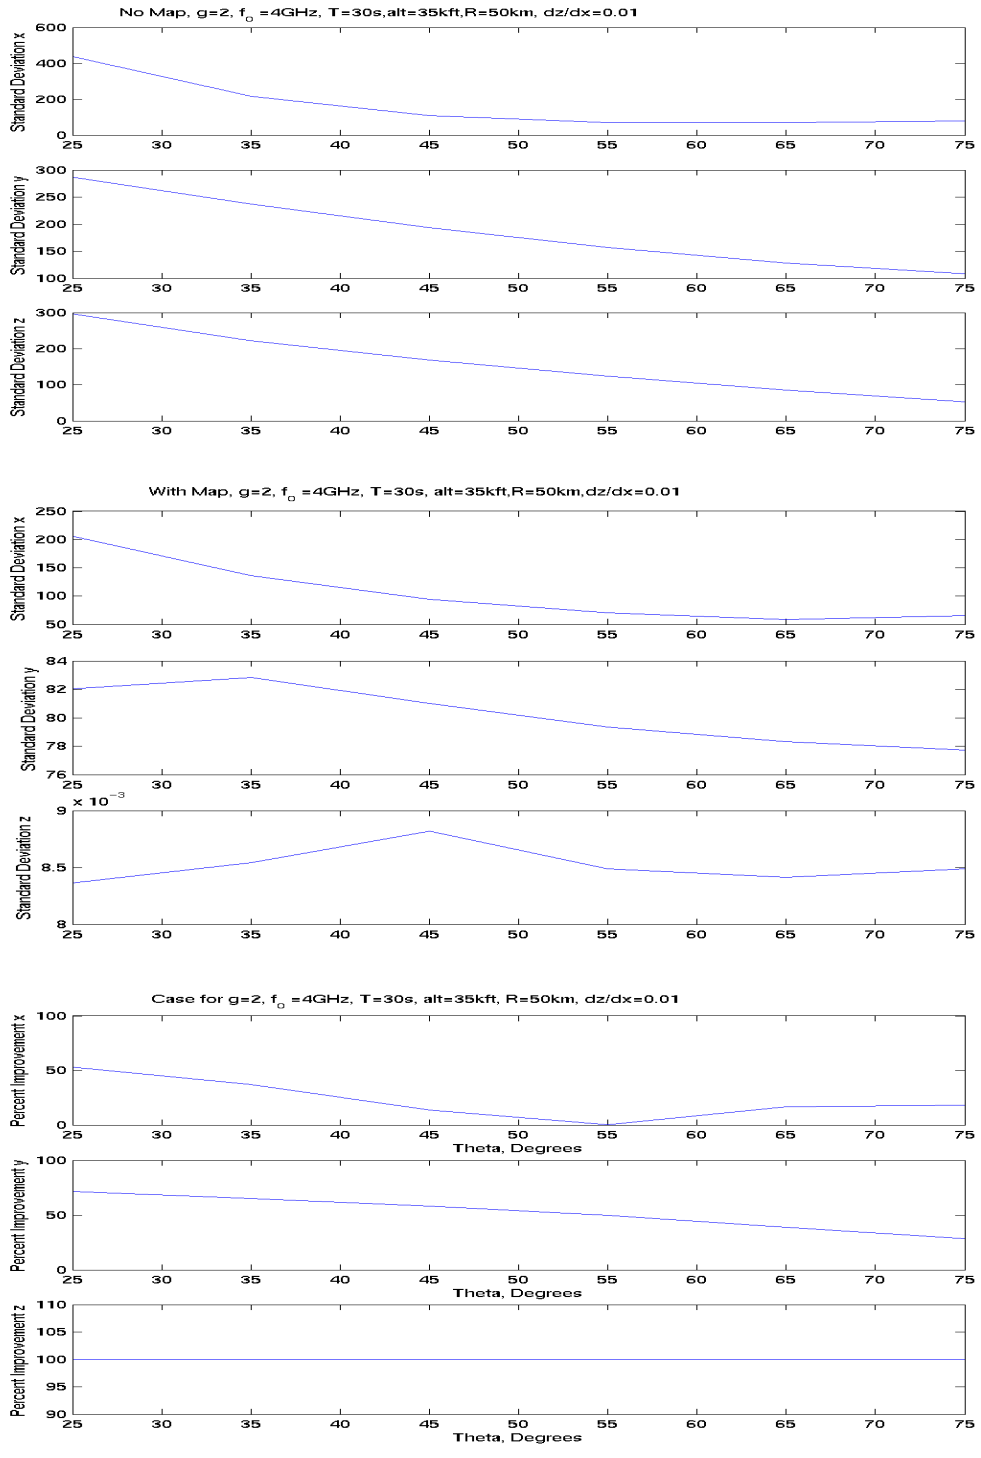 No Map, g=2, f_o =4GHz, T=30s,alt=35kft,R=50km, dz/dx=0.01
Standard Deviation x
600
400
200
0
25 30 35 40 45 50 55 60 65 70 75
Standard Deviation y
300
250
200
150
100
25 30 35 40 45 50 55 60 65 70 75
Standard Deviation z
300
200
100
0
25 30 35 40 45 50 55 60 65 70 75
With Map, g=2, f_o =4GHz, T=30s, alt=35kft,R=50km,dz/dx=0.01
Standard Deviation x
250
200
150
100
50
25 30 35 40 45 50 55 60 65 70 75
Standard Deviation y
84
82
80
78
76
25 30 35 40 45 50 55 60 65 70 75
x 10^-3
Standard Deviation z
9
8.5
8
25 30 35 40 45 50 55 60 65 70 75
Case for g=2, f_o =4GHz, T=30s, alt=35kft, R=50km, dz/dx=0.01
Percent Improvement x
100
50
0
25 30 35 40 45 50 55 60 65 70 75
Theta, Degrees
Percent Improvement y
100
50
0
25 30 35 40 45 50 55 60 65 70 75
Theta, Degrees
Percent Improvement z
110
105
100
95
90
25 30 35 40 45 50 55 60 65 70 75
Theta, Degrees